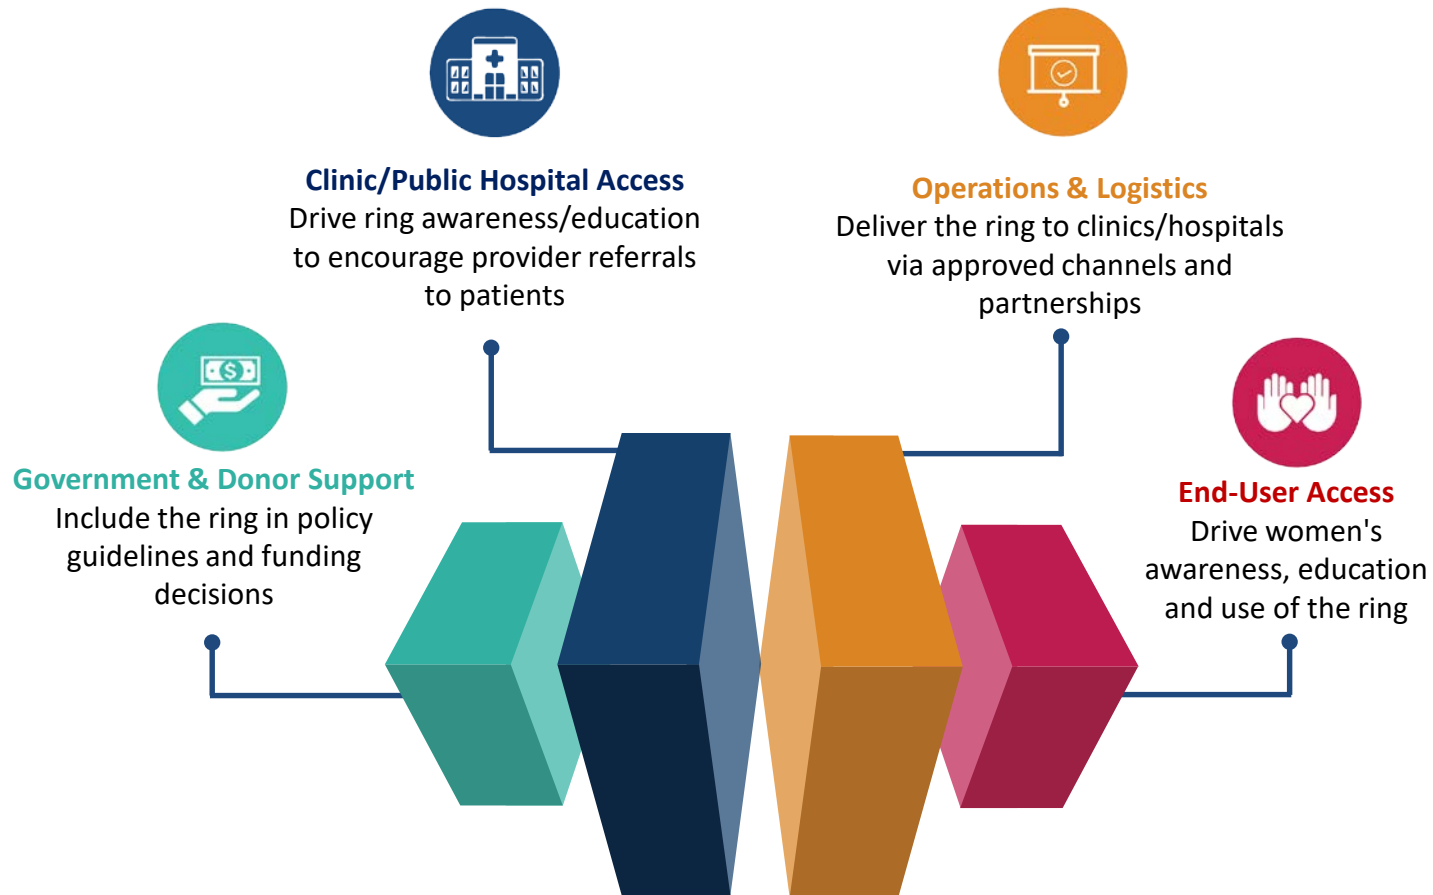 Clinic/Public Hospital Access
Drive ring awareness/education
to encourage provider referrals
to patients
Operations & Logistics
Deliver the ring to clinics/hospitals
via approved channels and
partnerships
$
Government & Donor Support
Include the ring in policy
guidelines and funding
decisions
End-User Access
Drive women's
awareness, education
and use of the ring